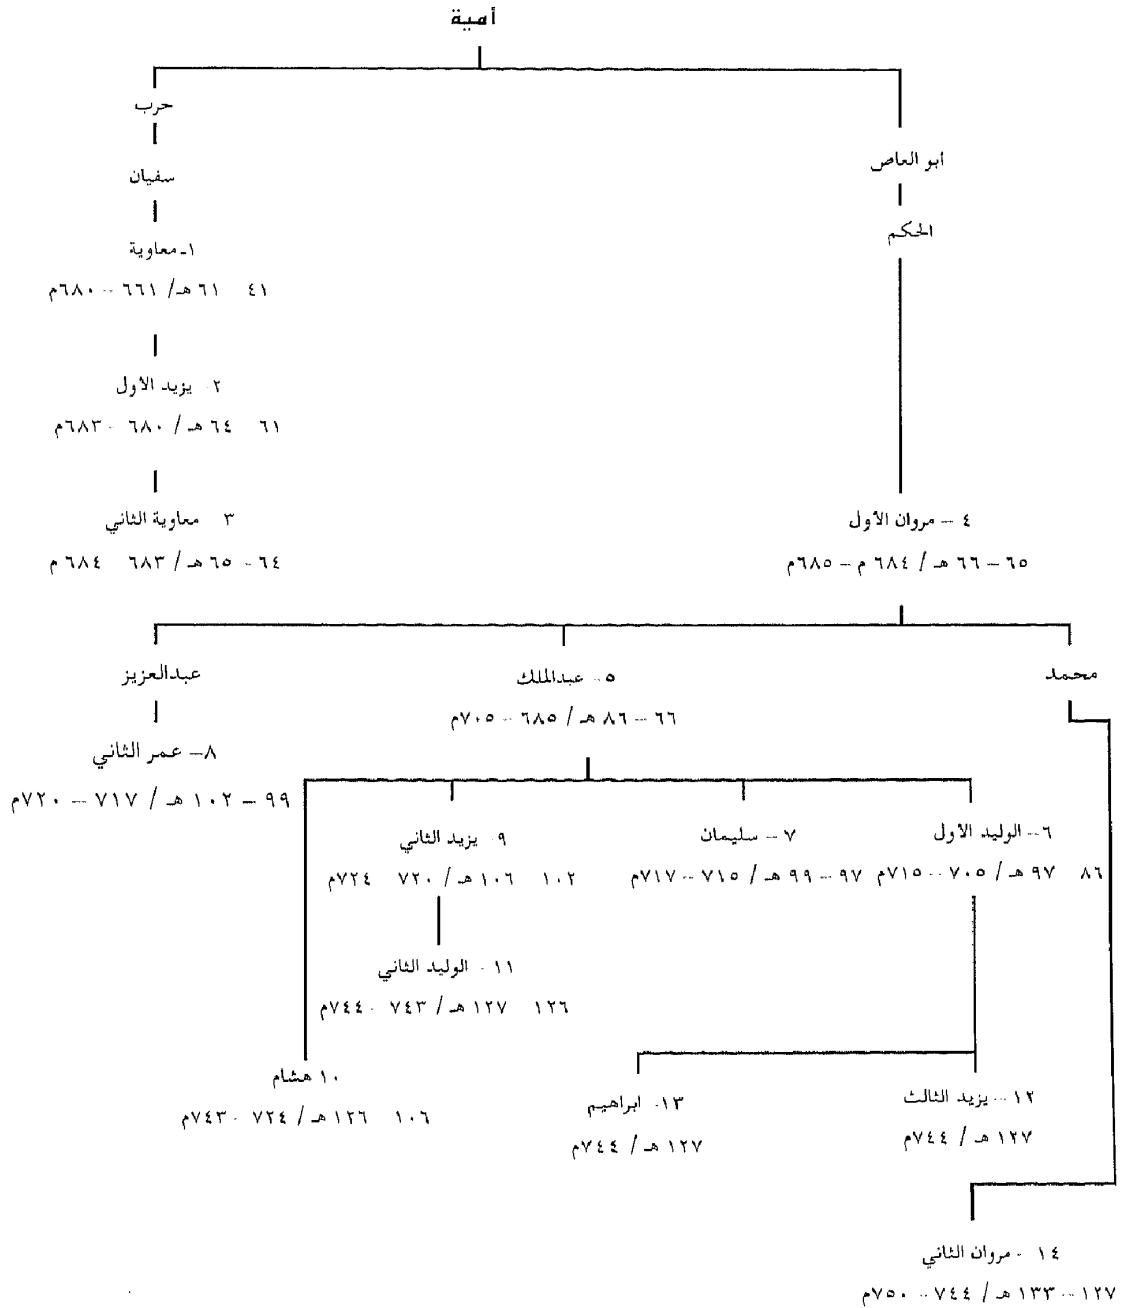 أمية
حرب
ابو العاص
سفيان
الحكم
١ـ معاوية
٤١ ٦١ هـ/ ٦٦١ -- ٦٨٠م
٢. يزيد الأول
٦١ ٦٤ هـ/ ٦٨٠ - ٦٨٣م
٣ معاوية الثاني
٦٤ - ٦٥ هـ/ ٦٨٣ ٦٨٤ م
٤ – مروان الأول
٦٥ – ٦٦ هـ / ٦٨٤ م – ٦٨٥م
عبدالعزيز
٥ -- عبدالملك
محمد
٦٦ – ٨٦ هـ / ٦٨٥ -- ٧٠٥م
٨ – عمر الثاني
٩٩ – ١٠٢ هـ / ٧١٧ – ٧٢٠م
٦ -- الوليد الأول
٨٦ ٩٧ هـ / ٧٠٥ -- ٧١٥م
٧ – سليمان
٩٧ – ٩٩ هـ / ٧١٥ – ٧١٧م
٩ يزيد الثاني
١٠٢ ١٠٦ هـ/ ٧٢٠ ٧٢٤م
١١ - الوليد الثاني
١٢٦ ١٢٧ هـ/ ٧٤٣ - ٧٤٤م
١٠ هشام
١٠٦ ١٢٦ هـ/ ٧٢٤ - ٧٤٣م
١٢ -- يزيد الثالث
١٢٧ هـ / ٧٤٤م
١٣. ابراهيم
١٢٧ هـ / ٧٤٤م
١٤ - مروان الثاني
١٢٧ -- ١٣٣ هـ / ٧٤٤ -- ٧٥٠م